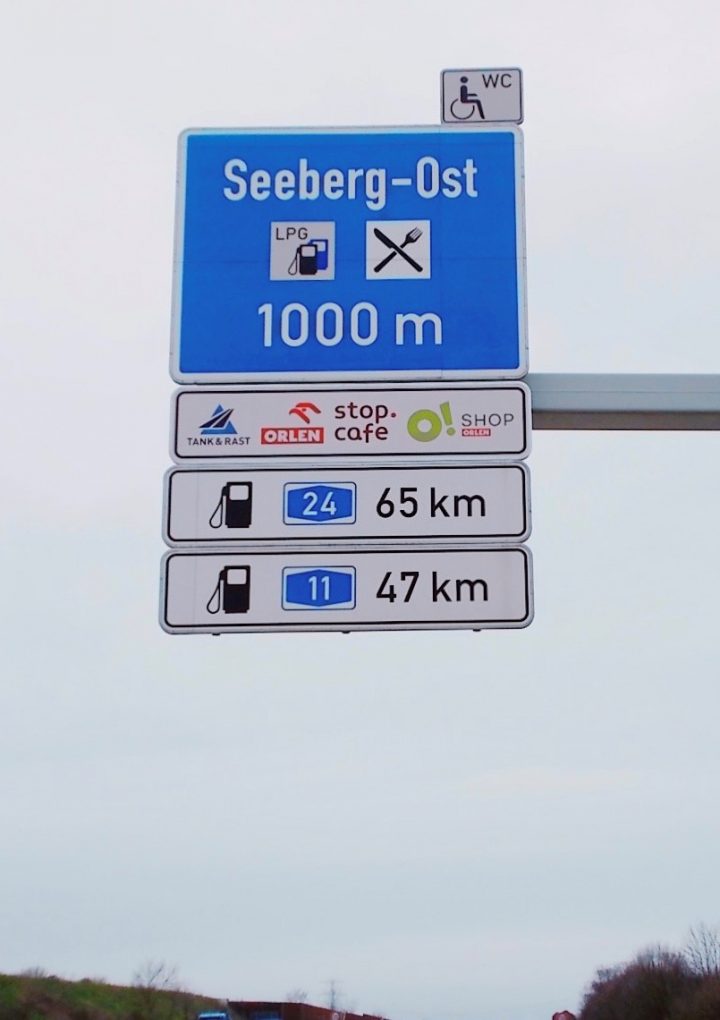 WC
Seeberg-Ost
LPG
1000 m
TANK & RAST
ORLEN
stop.
cafe
O!
SHOP
ORLEN
24 65 km
11 47 km